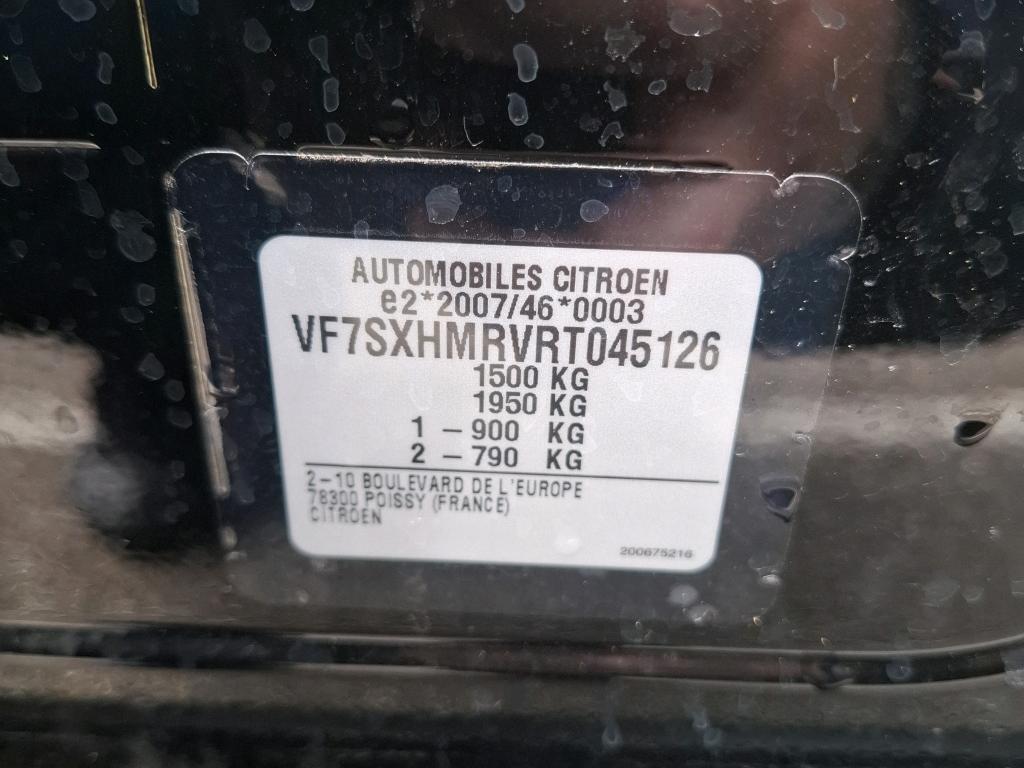 AUTOMOBILES CITROEN
e2*2007/46*0003
VF7SXHMRVRT045126
1500 KG
1950 KG
1 – 900 KG
2 – 790 KG
2–10 BOULEVARD DE L'EUROPE
78300 POISSY (FRANCE)
CITROEN
200675216